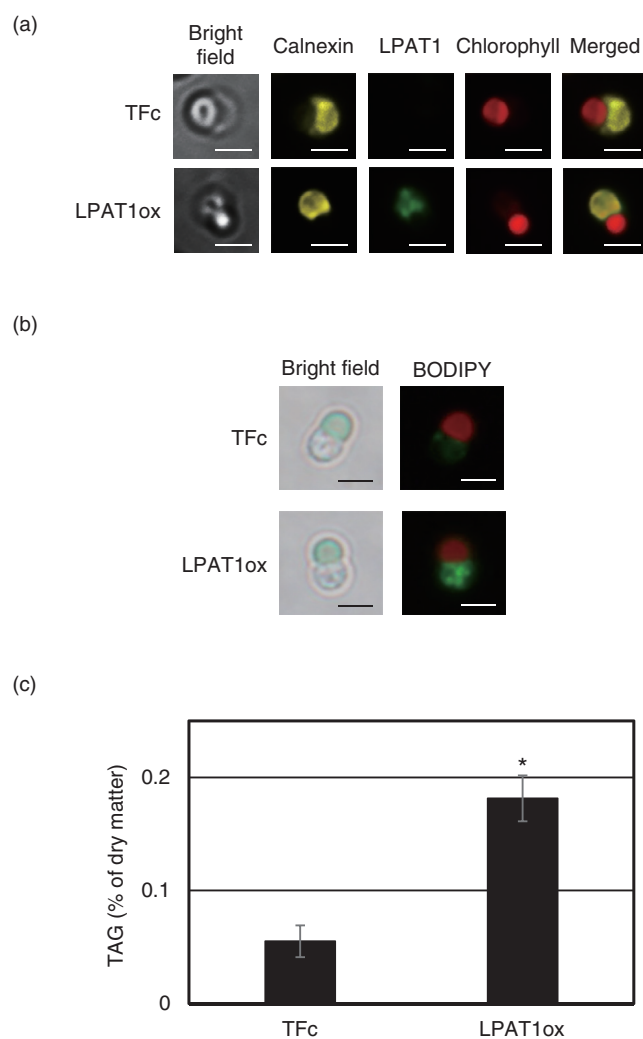 (a)
Bright field
Calnexin
LPAT1
Chlorophyll
Merged
TFc
LPAT1ox
(b)
Bright field
BODIPY
TFc
LPAT1ox
(c)
TAG (% of dry matter)
0.2
0.1
0
*
TFc
LPAT1ox